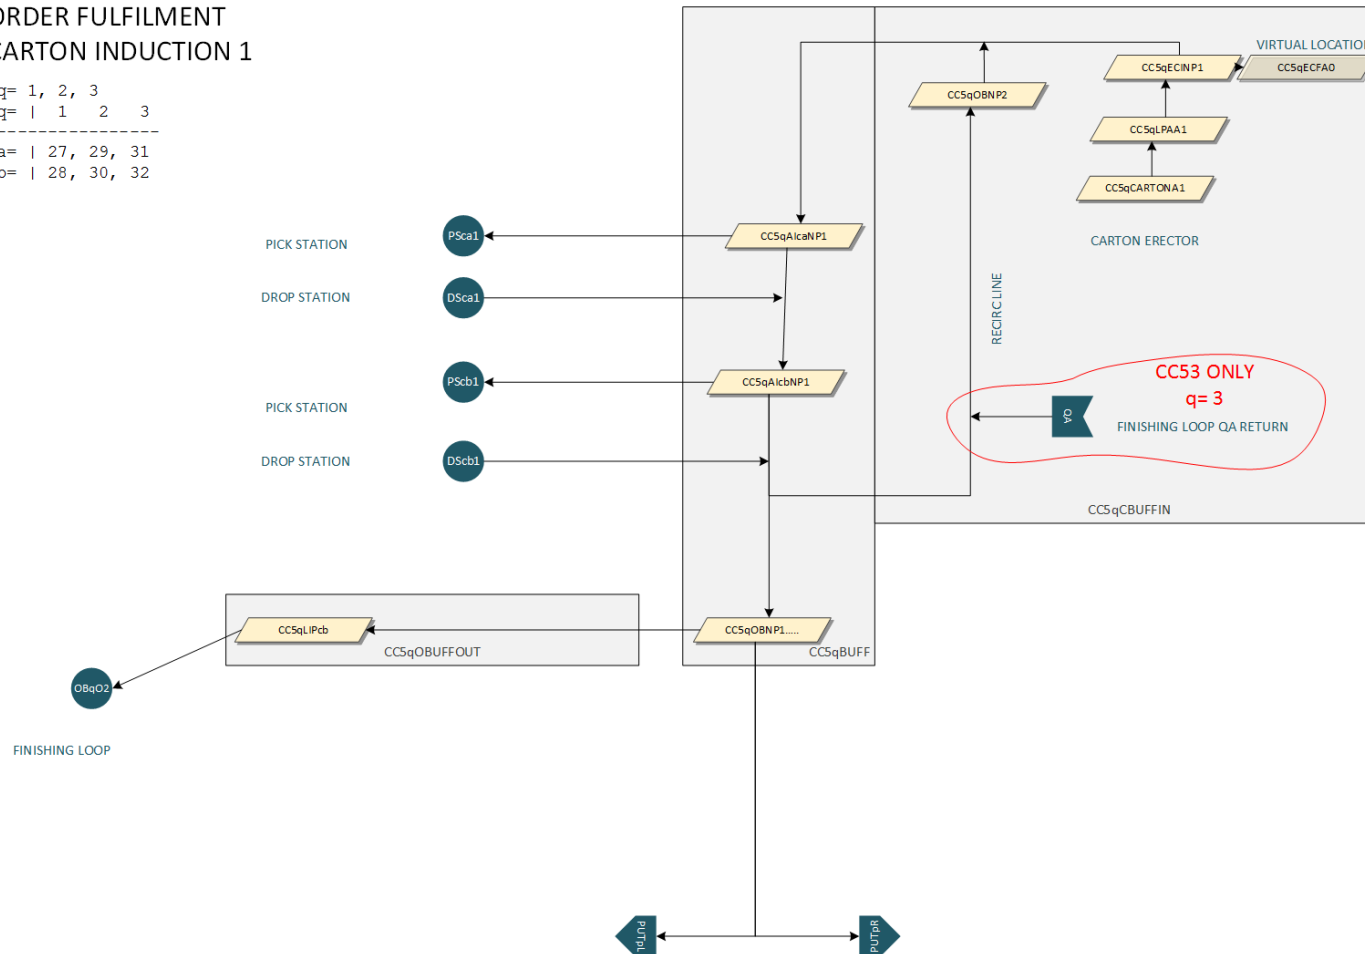 ORDER FULFILMENT
CARTON INDUCTION 1
q= 1, 2, 3
q= | 1 2 3
----------------
a= | 27, 29, 31
= | 28, 30, 32
VIRTUAL LOCATION
CC5qECINP1
CC5qECFA0
CC5qOBNP2
CC5qLPAA1
CC5qCARTONA1
CARTON ERECTOR
PICK STATION
PSca1
CC5qAIcaNP1
DROP STATION
DSca1
RECIRC LINE
PICK STATION
PScb1
CC5qAIcbNP1
CC53 ONLY
q= 3
QA
FINISHING LOOP QA RETURN
DROP STATION
DScb1
CC5qCBUFFIN
CC5qLIPcb
CC5qOBUFFOUT
CC5qOBNP1.....
CC5qBUFF
OBqO2
FINISHING LOOP
PUTpL
PUTpR